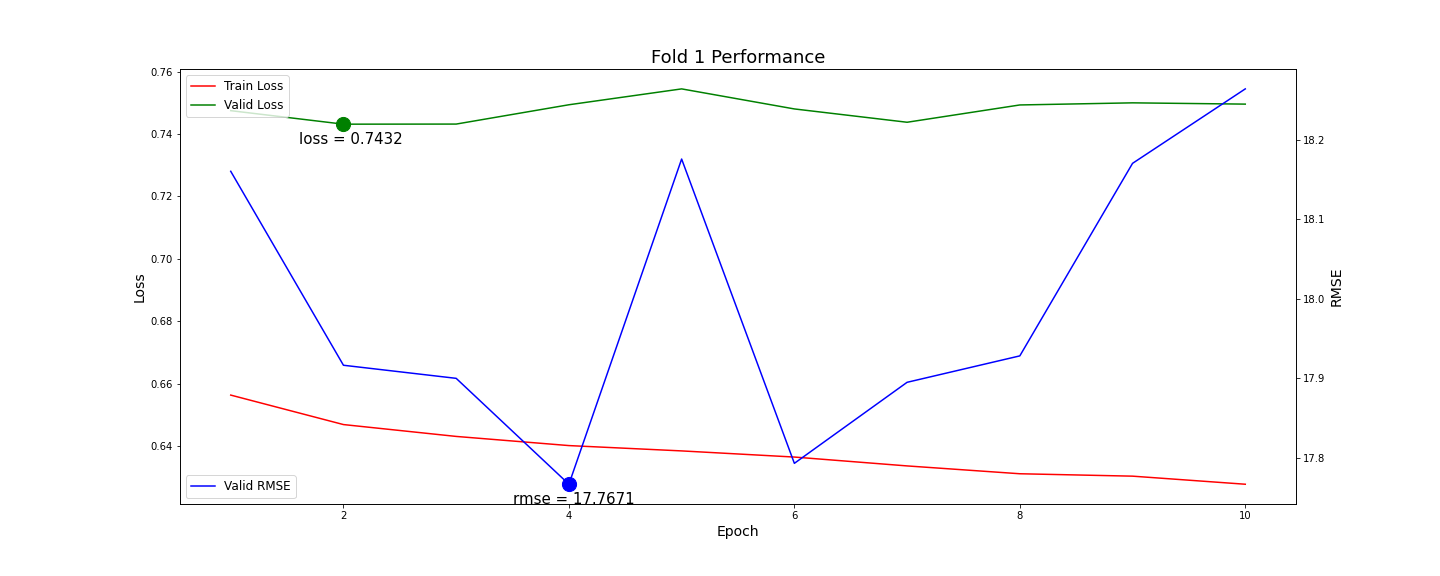 Fold 1 Performance
Train Loss
Valid Loss
loss = 0.7432
Valid RMSE
rmse = 17.7671
0.76
0.74
0.72
0.70
0.68
0.66
0.64
Loss
18.2
18.1
18.0
17.9
17.8
RMSE
2 4 6 8 10
Epoch